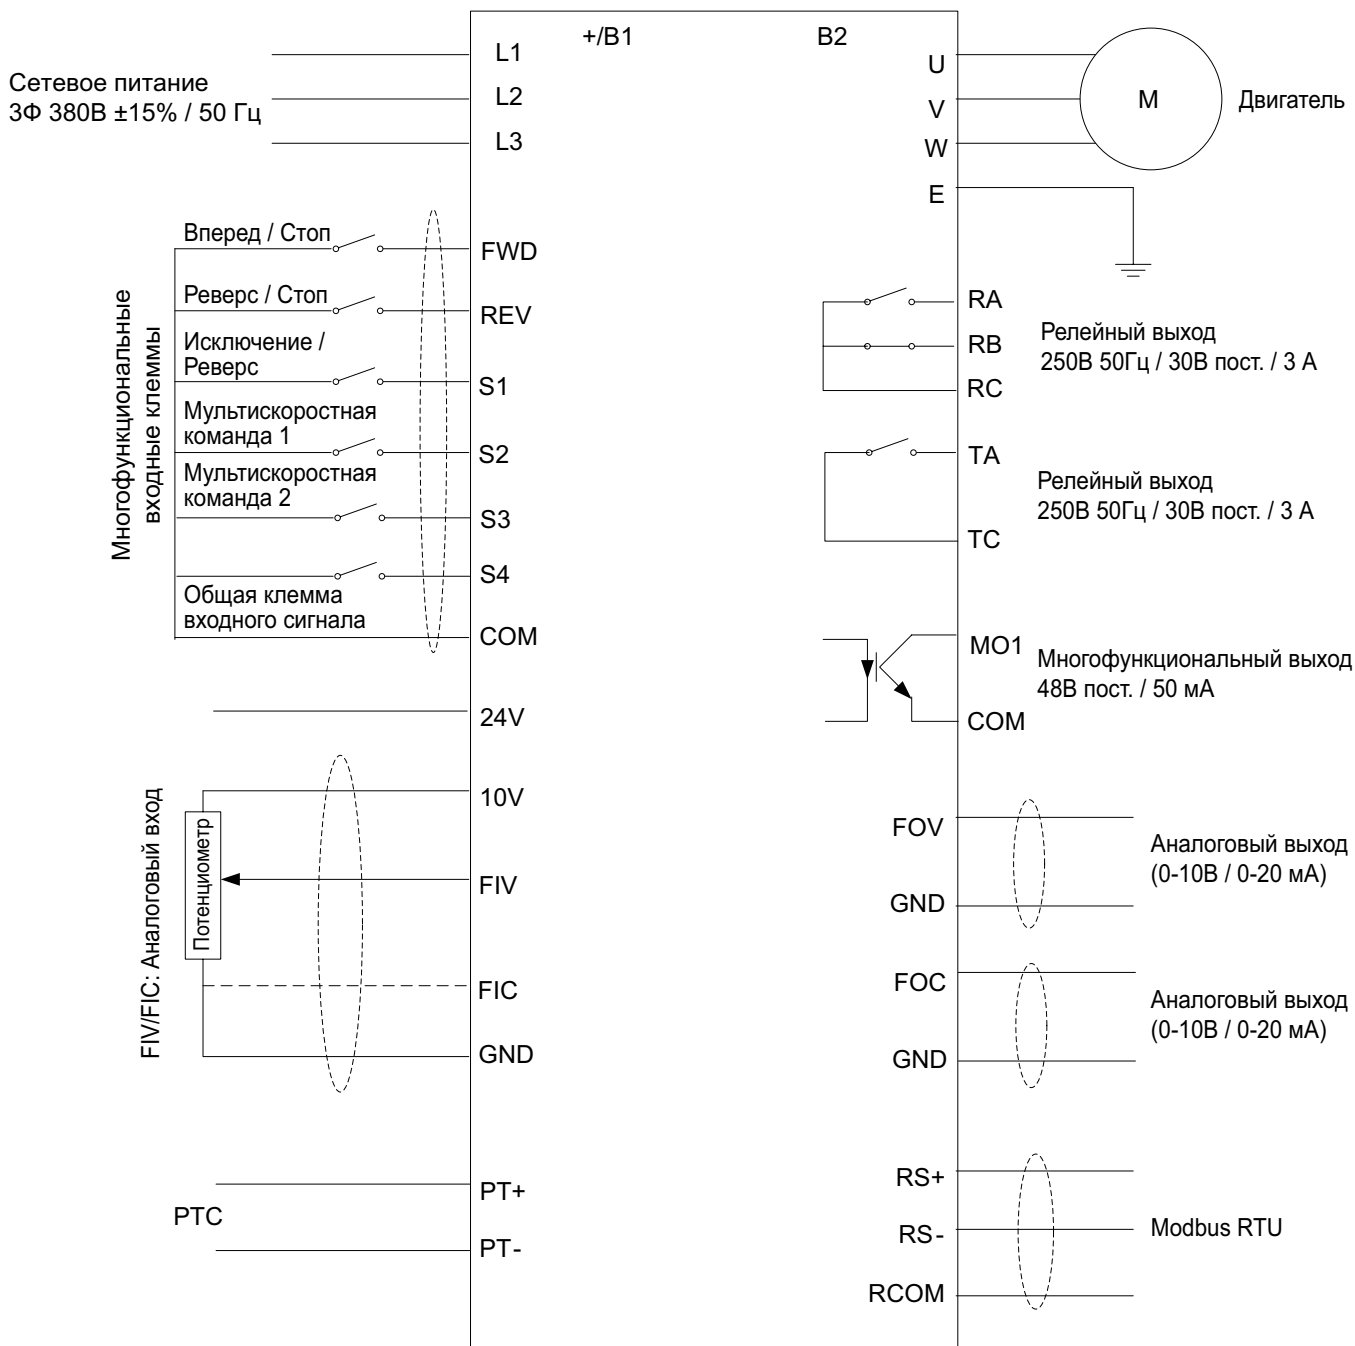 +/B1
B2
Сетевое питание
3Ф 380В ±15% / 50 Гц
L1
L2
L3
U
V
W
E
M
Двигатель
Многофункциональные
входные клеммы
Вперед / Стоп
FWD
Реверс / Стоп
REV
Исключение /
Реверс
S1
Мультискоростная
команда 1
S2
Мультискоростная
команда 2
S3
S4
Общая клемма
входного сигнала
COM
24V
FIV/FIC: Аналоговый вход
Потенциометр
10V
FIV
FIC
GND
PTC
PT+
PT-
RA
RB
RC
Релейный выход
250В 50Гц / 30В пост. / 3 А
TA
TC
Релейный выход
250В 50Гц / 30В пост. / 3 А
MO1
COM
Многофункциональный выход
48В пост. / 50 мА
FOV
GND
Аналоговый выход
(0-10В / 0-20 мА)
FOC
GND
Аналоговый выход
(0-10В / 0-20 мА)
RS+
RS-
RCOM
Modbus RTU